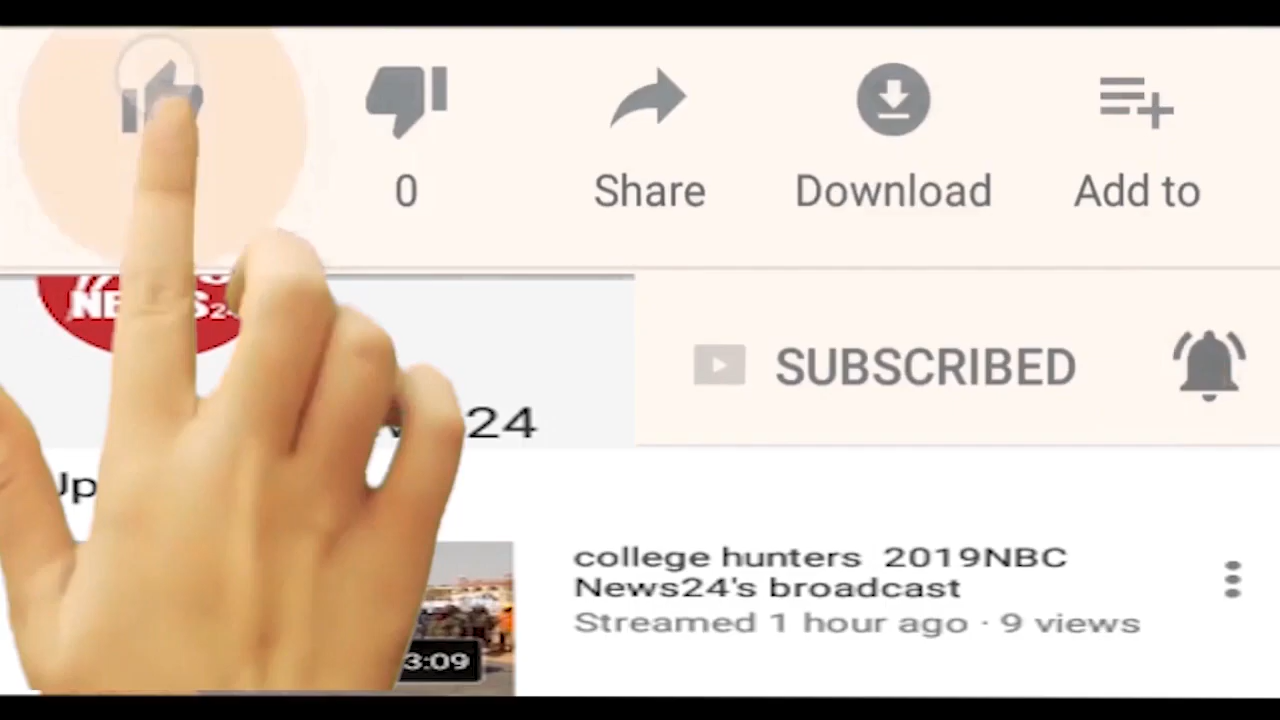 0
Share
Download
Add to
SUBSCRIBED
24
Up
college hunters 2019NBC
News24's broadcast
Streamed 1 hour ago · 9 views
3:09